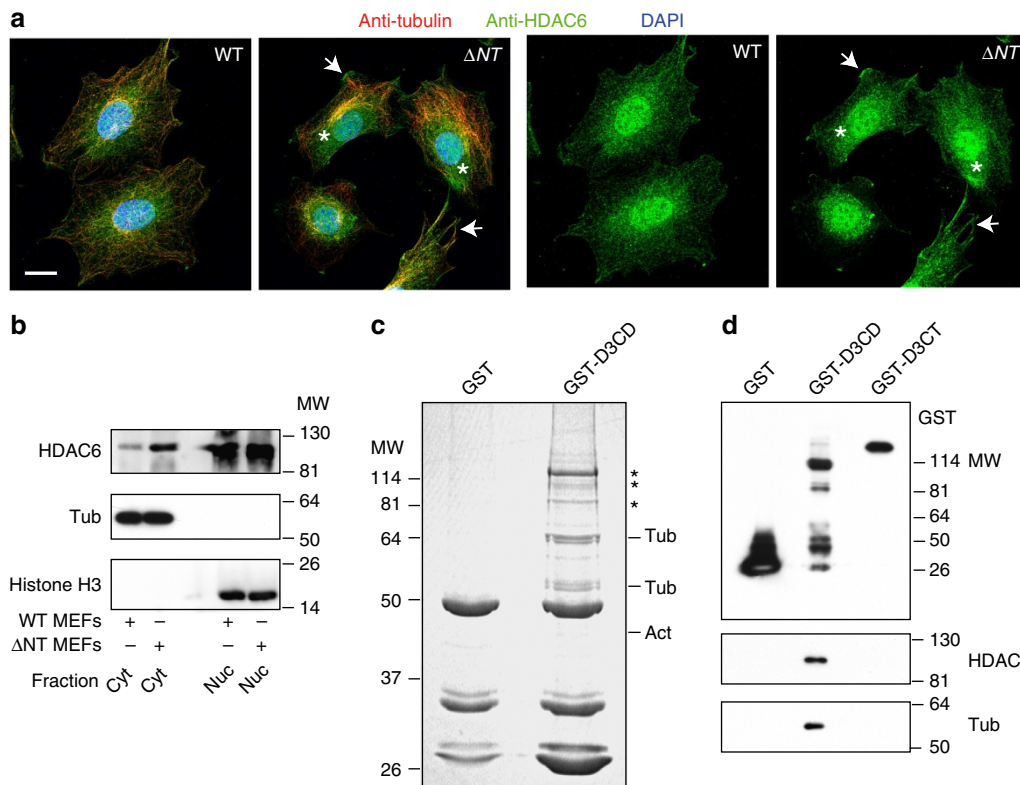 a
Anti-tubulin Anti-HDAC6 DAPI
WT
* *
ΔNT
WT
* *
ΔNT
b
MW
HDAC6
130
81
Tub
64
50
Histone H3
26
14
WT MEFs + – + –
ΔNT MEFs – + – +
Fraction Cyt Cyt Nuc Nuc
c
GST GST-D3CD
MW
114
81
64
50
37
26
*
*
*
Tub
Tub
Act
d
GST GST-D3CD GST-D3CT
GST
MW
114
81
64
50
26
130
HDAC
81
64
Tub
50